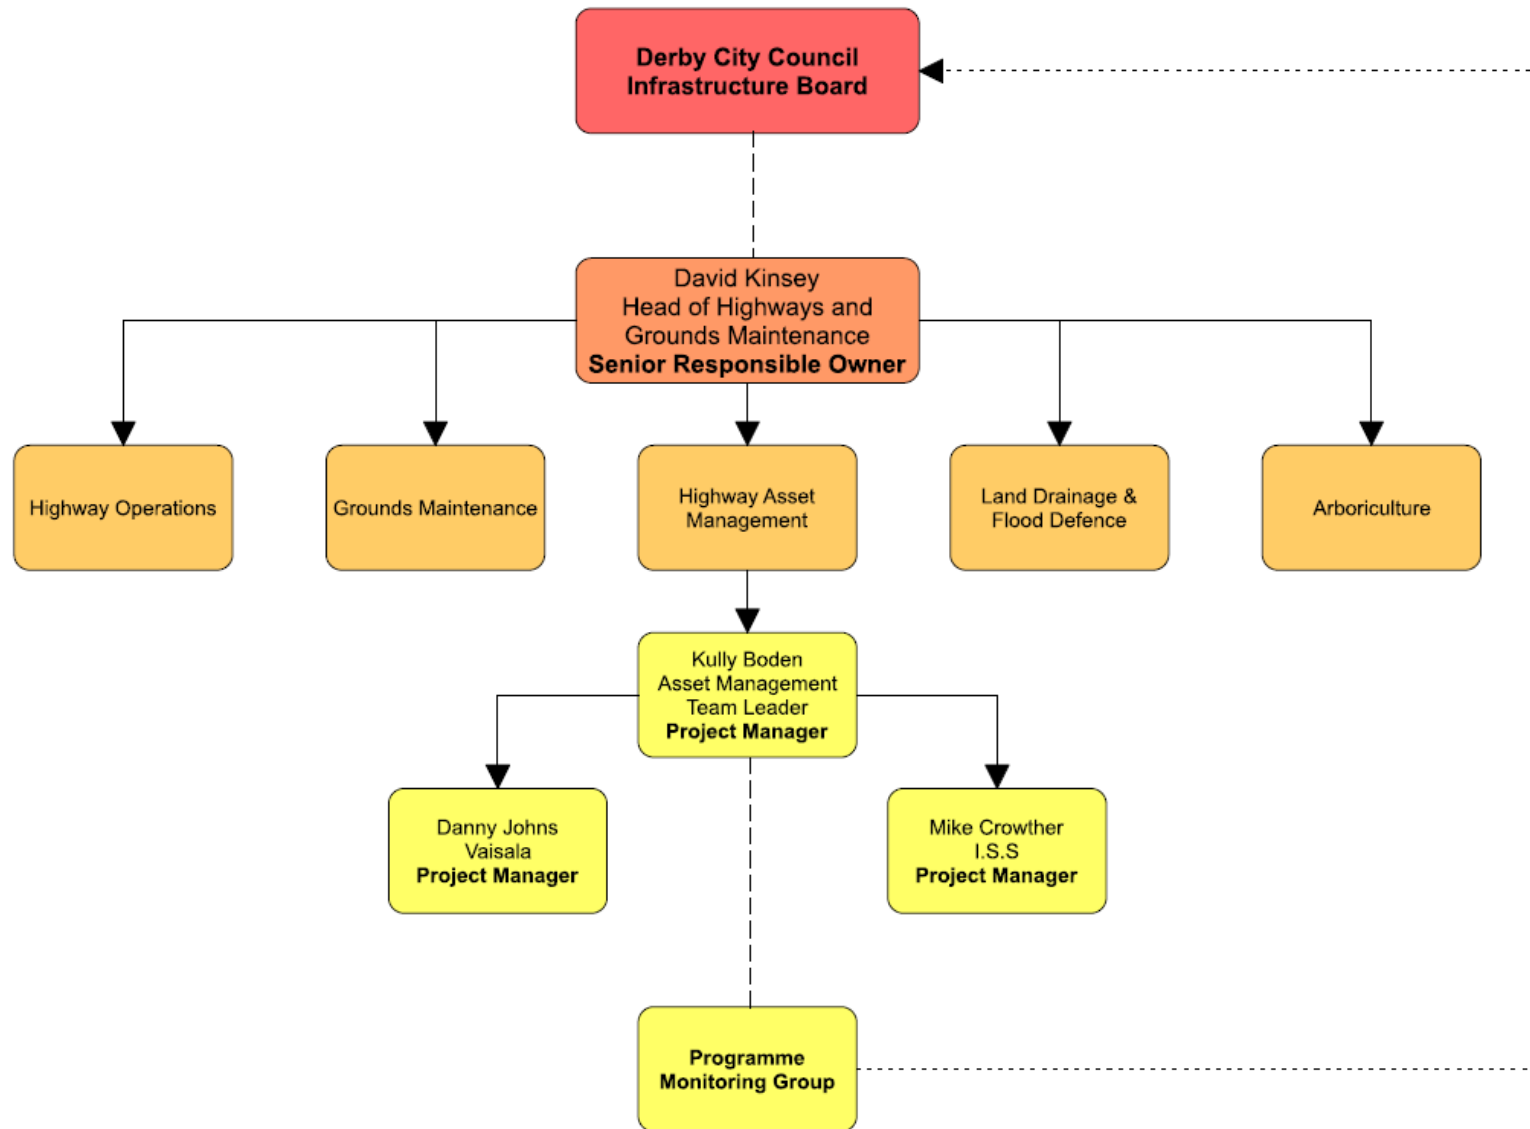 Derby City Council
Infrastructure Board
David Kinsey
Head of Highways and
Grounds Maintenance
Senior Responsible Owner
Highway Operations
Grounds Maintenance
Highway Asset
Management
Land Drainage &
Flood Defence
Arboriculture
Kully Boden
Asset Management
Team Leader
Project Manager
Danny Johns
Vaisala
Project Manager
Mike Crowther
I.S.S
Project Manager
Programme
Monitoring Group